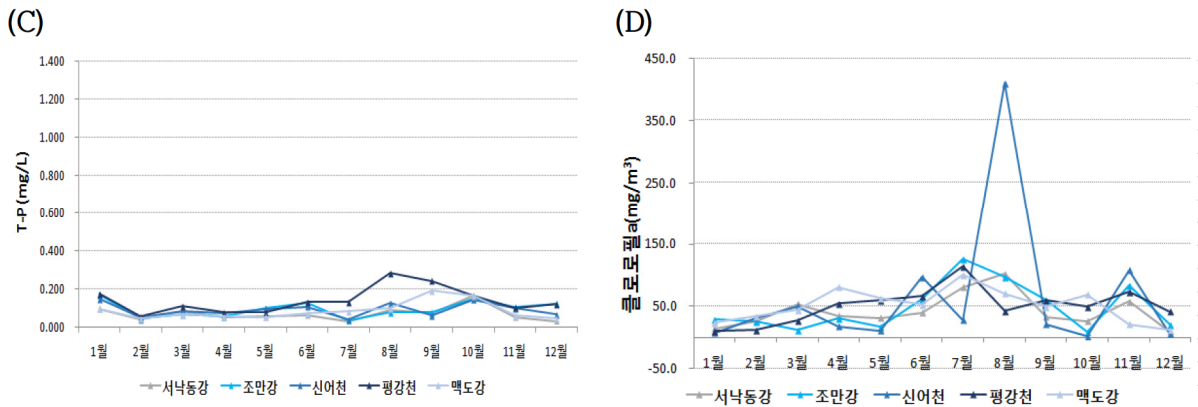 (C)
T-P (mg/L)
1.400
1.200
1.000
0.800
0.600
0.400
0.200
0.000
1월 2월 3월 4월 5월 6월 7월 8월 9월 10월 11월 12월
서낙동강 조만강 신어천 평강천 맥도강
(D)
클로로필a(mg/m³)
450.0
350.0
250.0
150.0
50.0
-50.0
1월 2월 3월 4월 5월 6월 7월 8월 9월 10월 11월 12월
서낙동강 조만강 신어천 평강천 맥도강